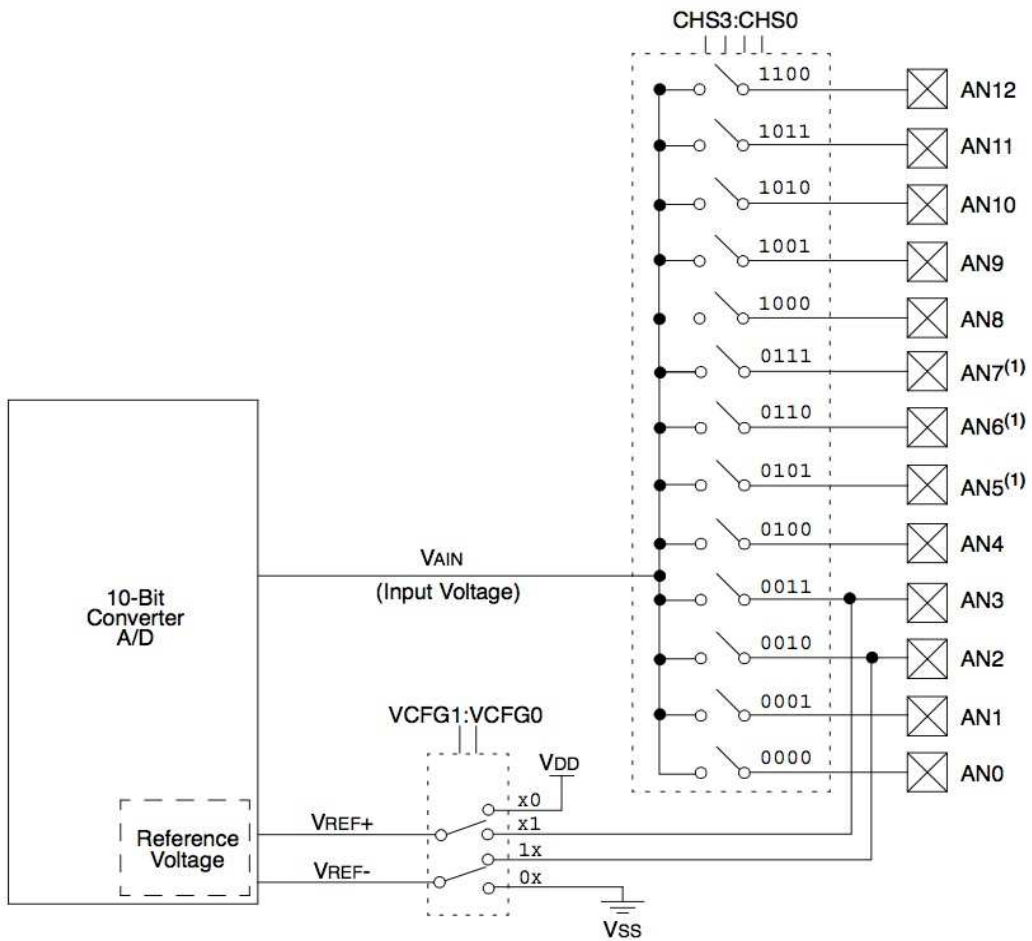 CHS3:CHS0
1100 AN12
1011 AN11
1010 AN10
1001 AN9
1000 AN8
0111 AN7(1)
0110 AN6(1)
0101 AN5(1)
0100 AN4
VAIN
(Input Voltage)
0011 AN3
10-Bit
Converter
A/D
0010 AN2
0001 AN1
VCFG1:VCFG0
0000 AN0
VDD
x0
Reference
Voltage
VREF+
x1
1x
VREF-
0x
VSS